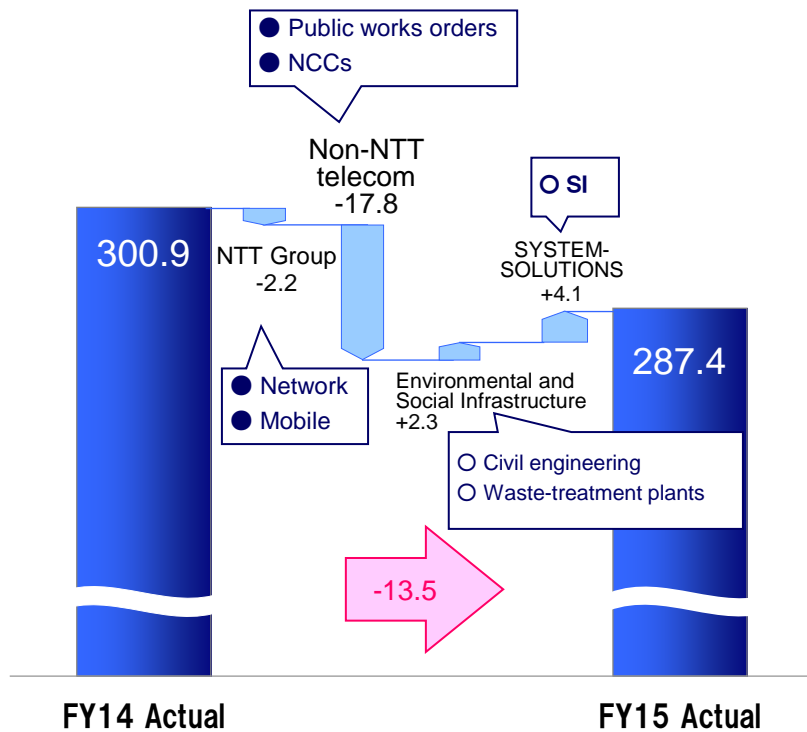 ● Public works orders
● NCCs
Non-NTT
telecom
-17.8
○ SI
300.9
NTT Group
-2.2
SYSTEM-
SOLUTIONS
+4.1
287.4
● Network
● Mobile
Environmental and
Social Infrastructure
+2.3
○ Civil engineering
○ Waste-treatment plants
-13.5
FY14 Actual
FY15 Actual